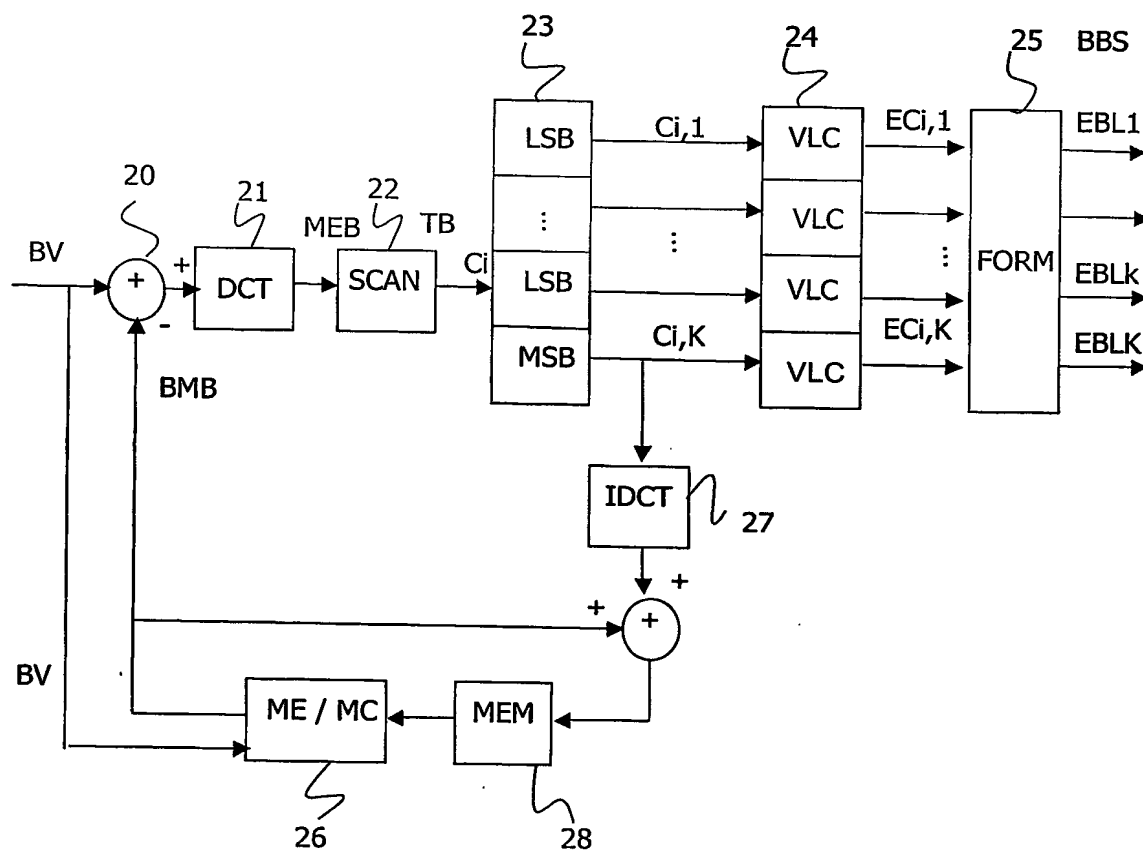 23 24 25 BBS
20 21 22
LSB Ci,1 VLC ECi,1 EBL1
... VLC
... ...
BV + + DCT MEB SCAN TB Ci LSB VLC FORM EBLk
- BMB MSB Ci,K VLC ECi,K EBLK
IDCT 27
+ + +
BV ME / MC MEM
26 28